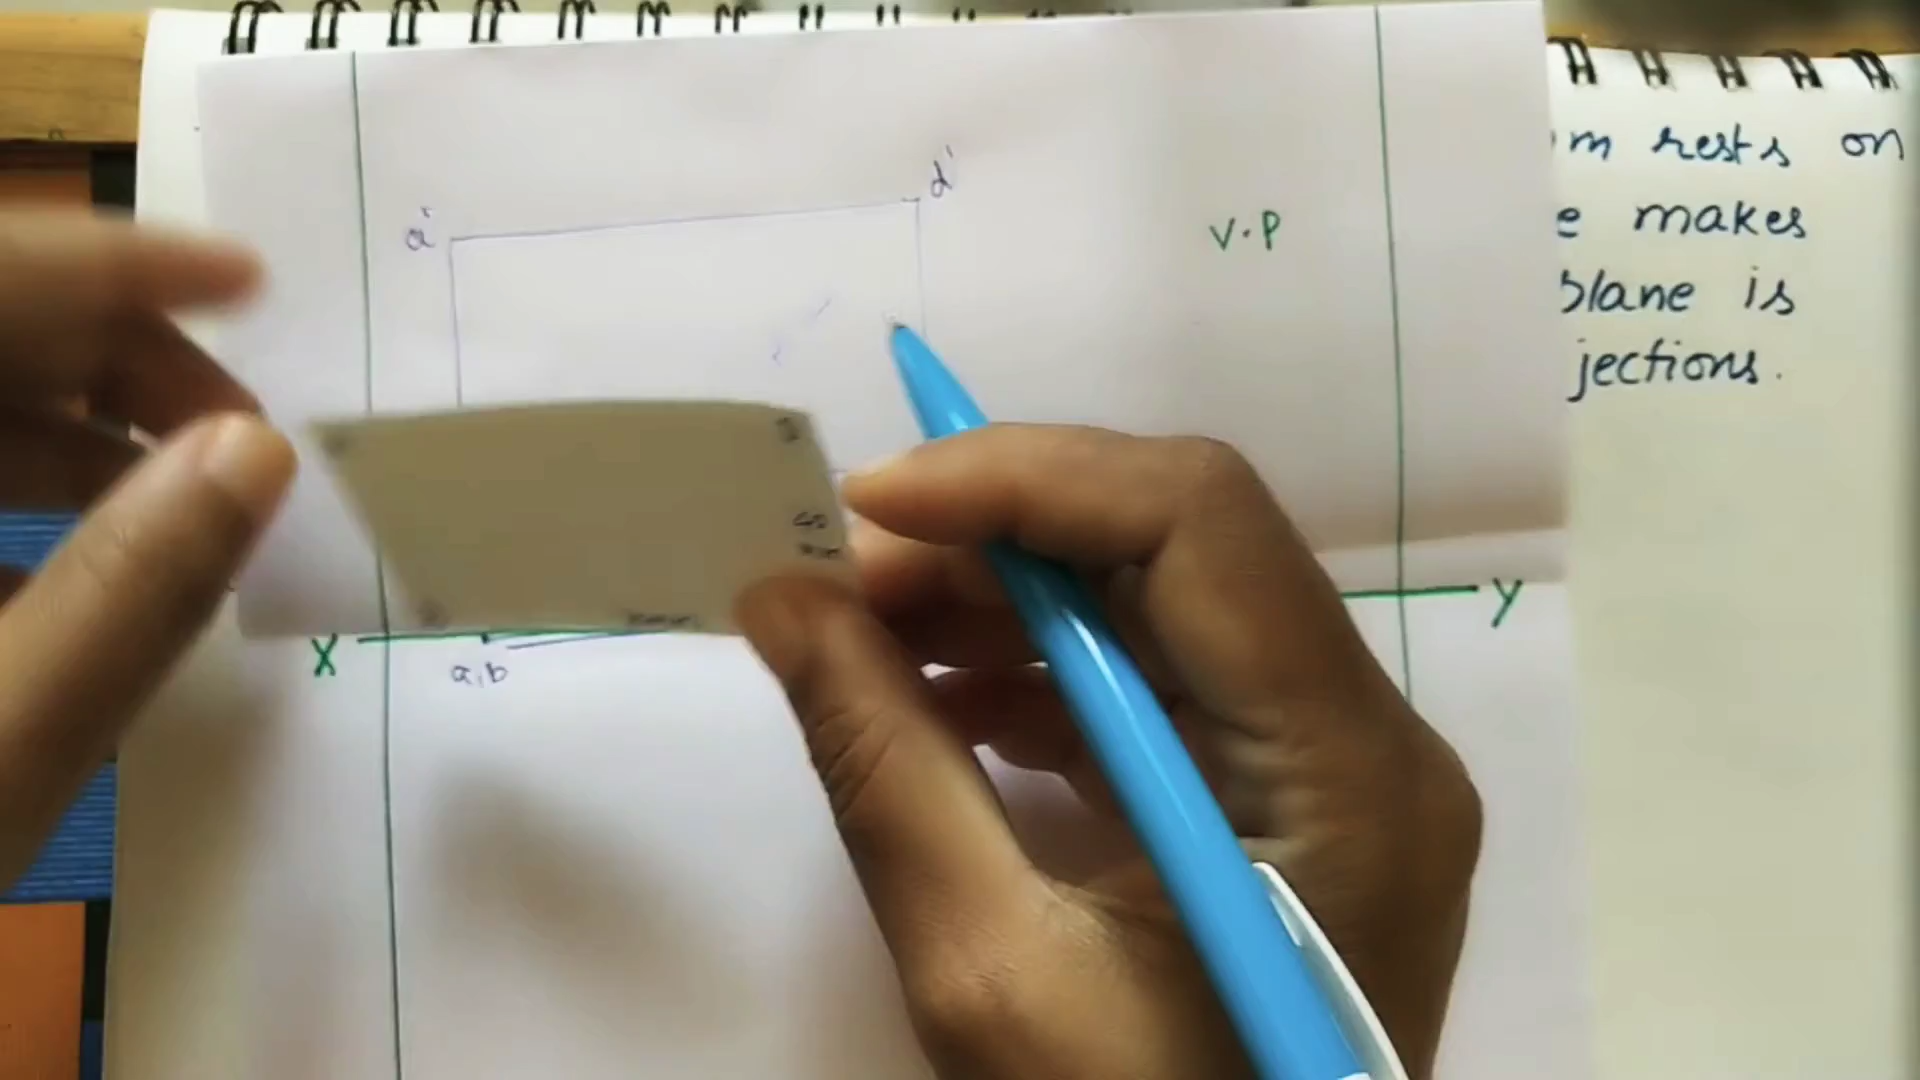 m rests on
e makes
plane is
jections.
d'
a'
V.P
X
Y
a,b